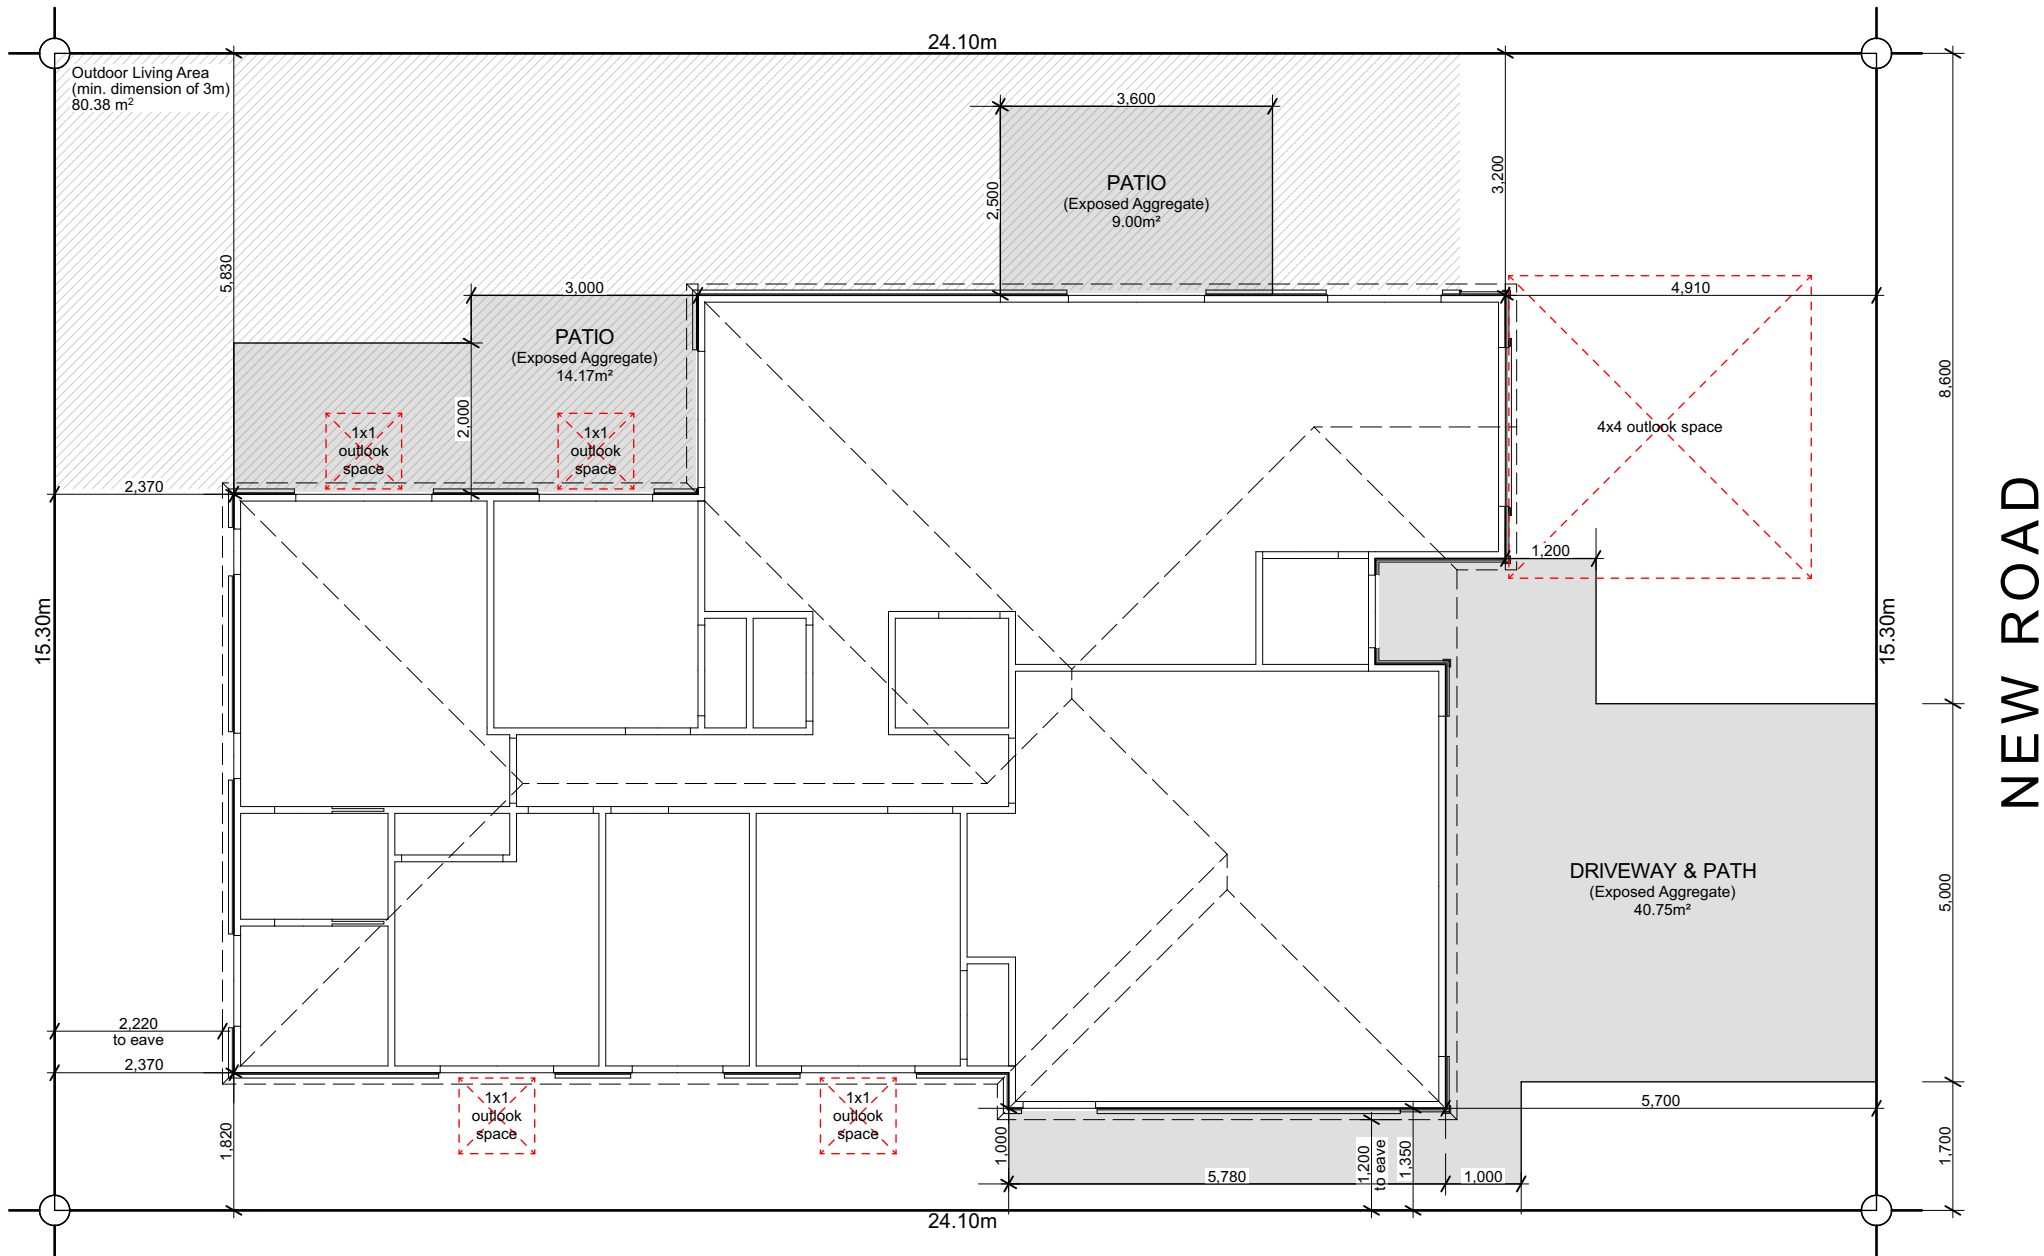 24.10m
Outdoor Living Area
(min. dimension of 3m)
80.38 m²
3,600
PATIO
(Exposed Aggregate)
9.00m²
2,500
3,200
5,830
3,000
4,910
PATIO
(Exposed Aggregate)
14.17m²
2,000
8,600
1x1
outlook
space
1x1
outlook
space
4x4 outlook space
2,370
1,200
15.30m
15.30m
NEW ROAD
DRIVEWAY & PATH
(Exposed Aggregate)
40.75m²
5,000
2,220
to eave
2,370
1x1
outlook
space
1x1
outlook
space
5,700
1,820
1,000
1,200
to eave
1,350
1,700
5,780
1,000
24.10m